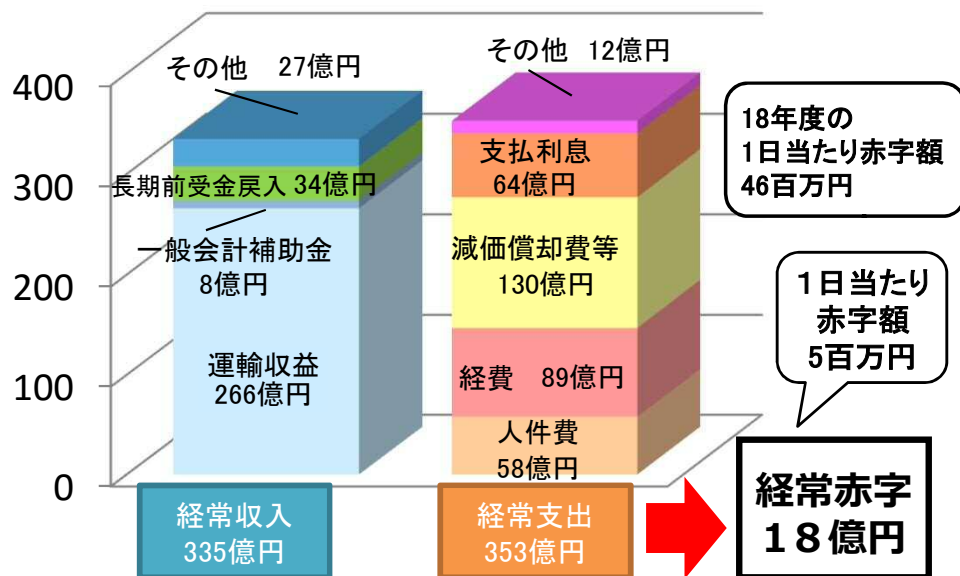 400
300
200
100
0
その他 27億円
長期前受金戻入 34億円
一般会計補助金
8億円
運輸収益
266億円
経常収入
335億円
その他 12億円
支払利息
64億円
減価償却費等
130億円
経費 89億円
人件費
58億円
経常支出
353億円
18年度の
1日当たり赤字額
46百万円
1日当たり
赤字額
5百万円
経常赤字
18億円